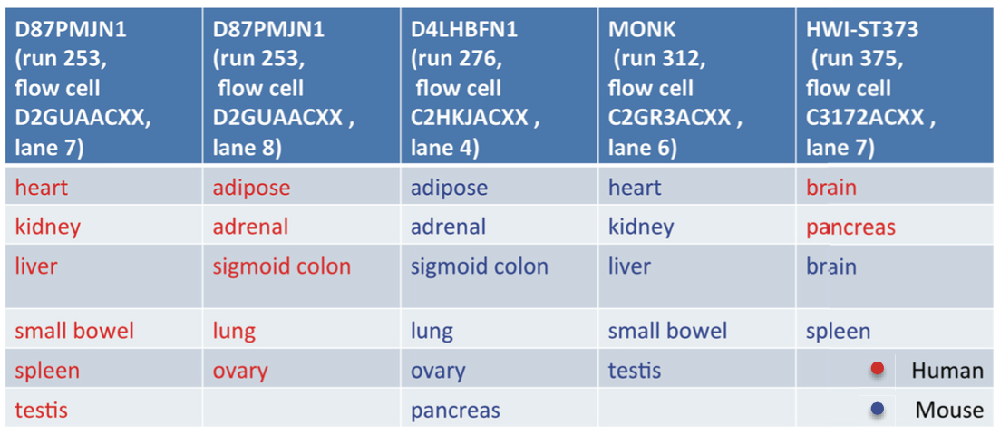 D87PMJN1
(run 253,
flow cell
D2GUAACXX,
lane 7)
D87PMJN1
(run 253,
flow cell
D2GUAACXX ,
lane 8)
D4LHBFN1
(run 276,
flow cell
C2HKJACXX ,
lane 4)
MONK
(run 312,
flow cell
C2GR3ACXX ,
lane 6)
HWI-ST373
(run 375,
flow cell
C3172ACXX ,
lane 7)
heart adipose adipose heart brain
kidney adrenal adrenal kidney pancreas
liver sigmoid colon sigmoid colon liver brain
small bowel lung lung small bowel spleen
spleen ovary ovary testis Human
testis pancreas Mouse